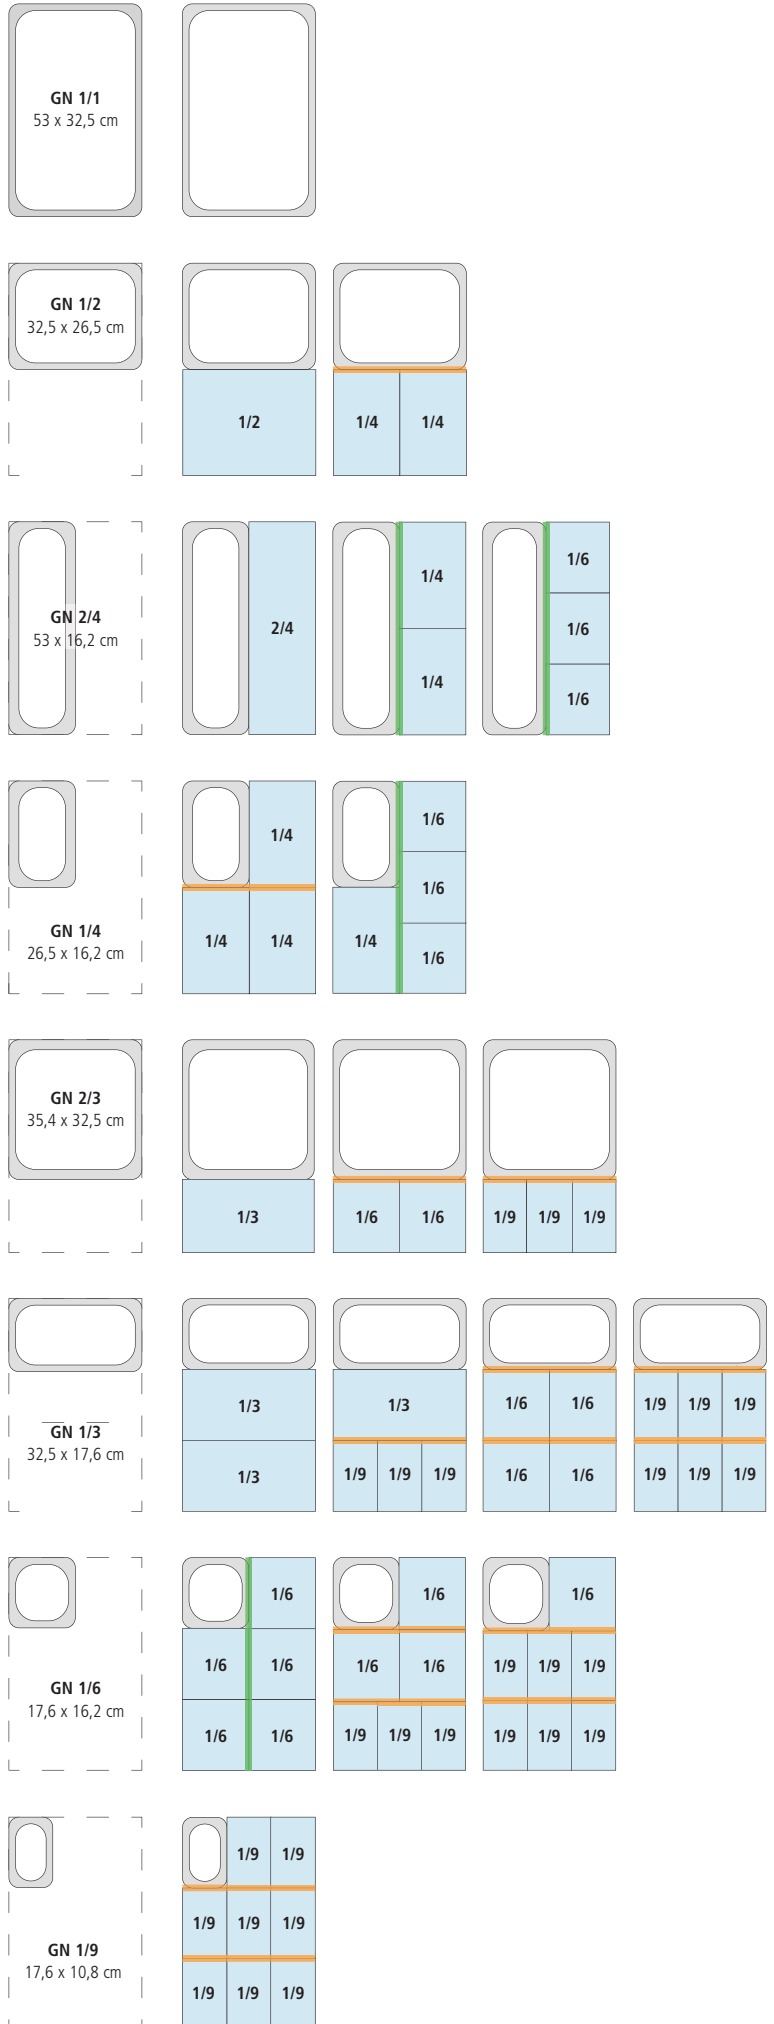 GN 1/1
53 x 32,5 cm
GN 1/2
32,5 x 26,5 cm
1/2
1/4 1/4
GN 2/4
53 x 16,2 cm
2/4
1/4
1/4
1/6
1/6
1/6
GN 1/4
26,5 x 16,2 cm
1/4
1/4 1/4
1/4
1/6
1/6
1/6
GN 2/3
35,4 x 32,5 cm
1/3
1/6 1/6
1/9 1/9 1/9
GN 1/3
32,5 x 17,6 cm
1/3
1/3
1/3
1/9 1/9 1/9
1/6 1/6
1/6 1/6
1/9 1/9 1/9
1/9 1/9 1/9
GN 1/6
17,6 x 16,2 cm
1/6
1/6 1/6
1/6 1/6
1/6
1/6 1/6
1/9 1/9 1/9
1/6
1/9 1/9 1/9
1/9 1/9 1/9
GN 1/9
17,6 x 10,8 cm
1/9 1/9
1/9 1/9 1/9
1/9 1/9 1/9